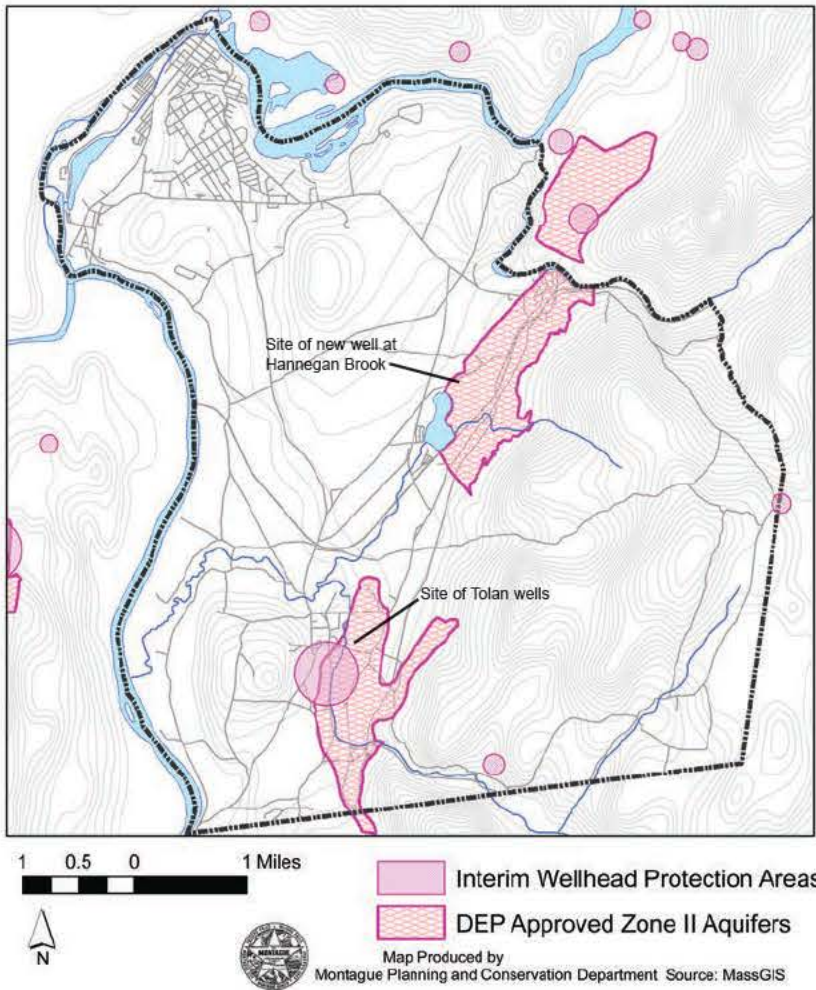 Site of new well at
Hannegan Brook
Site of Tolan wells
1 0.5 0 1 Miles
Interim Wellhead Protection Areas
DEP Approved Zone II Aquifers
N
MONTAGUE
Map Produced by
Montague Planning and Conservation Department Source: MassGIS